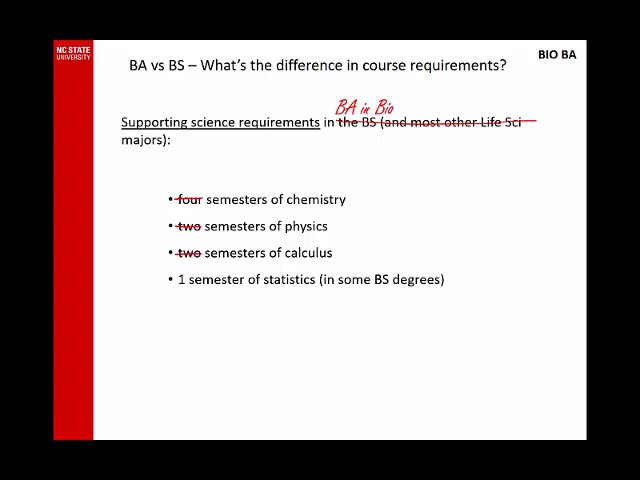 NC STATE
UNIVERSITY
BIO BA
BA vs BS – What's the difference in course requirements?
BA in Bio
Supporting science requirements in the BS (and most other Life Sci
majors):
• four semesters of chemistry
• two semesters of physics
• two semesters of calculus
• 1 semester of statistics (in some BS degrees)